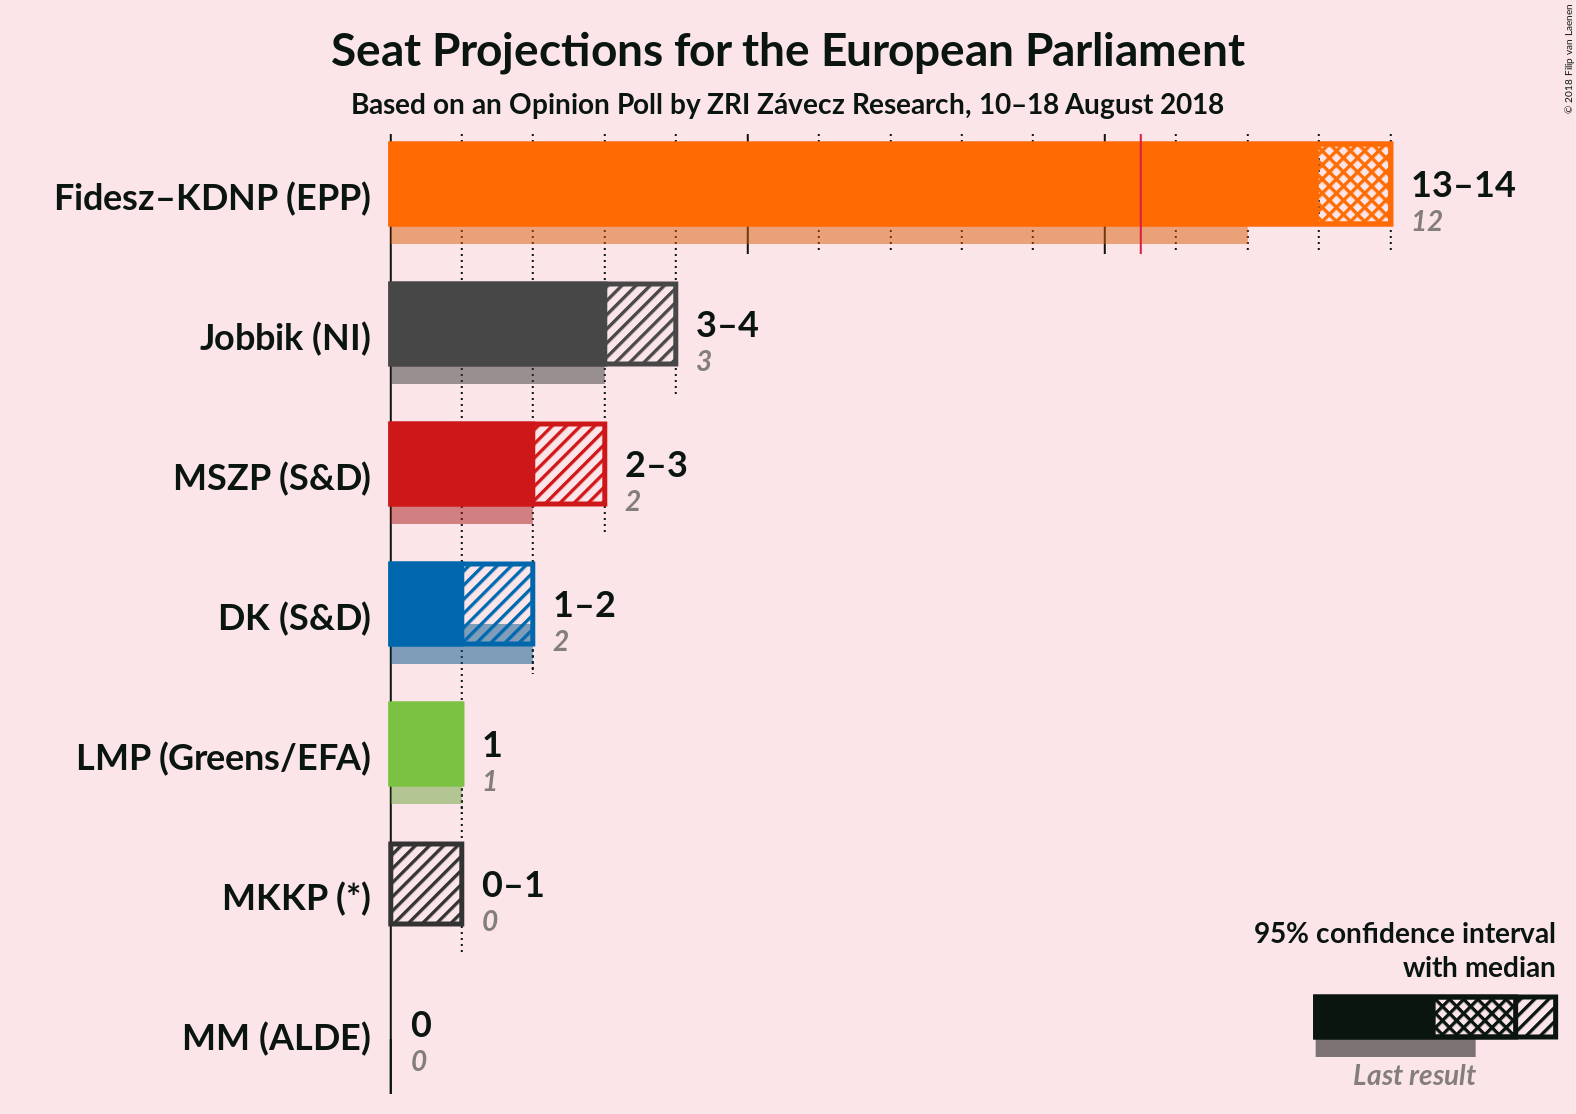 Seat Projections for the European Parliament
Based on an Opinion Poll by ZRI Závecz Research, 10–18 August 2018
© 2018 Filip van Laenen
Fidesz–KDNP (EPP)
13–14
12
Jobbik (NI)
3–4
3
MSZP (S&D)
2–3
2
DK (S&D)
1–2
2
LMP (Greens/EFA)
1
1
MKKP (*)
0–1
0
MM (ALDE)
0
0
95% confidence interval
with median
Last result